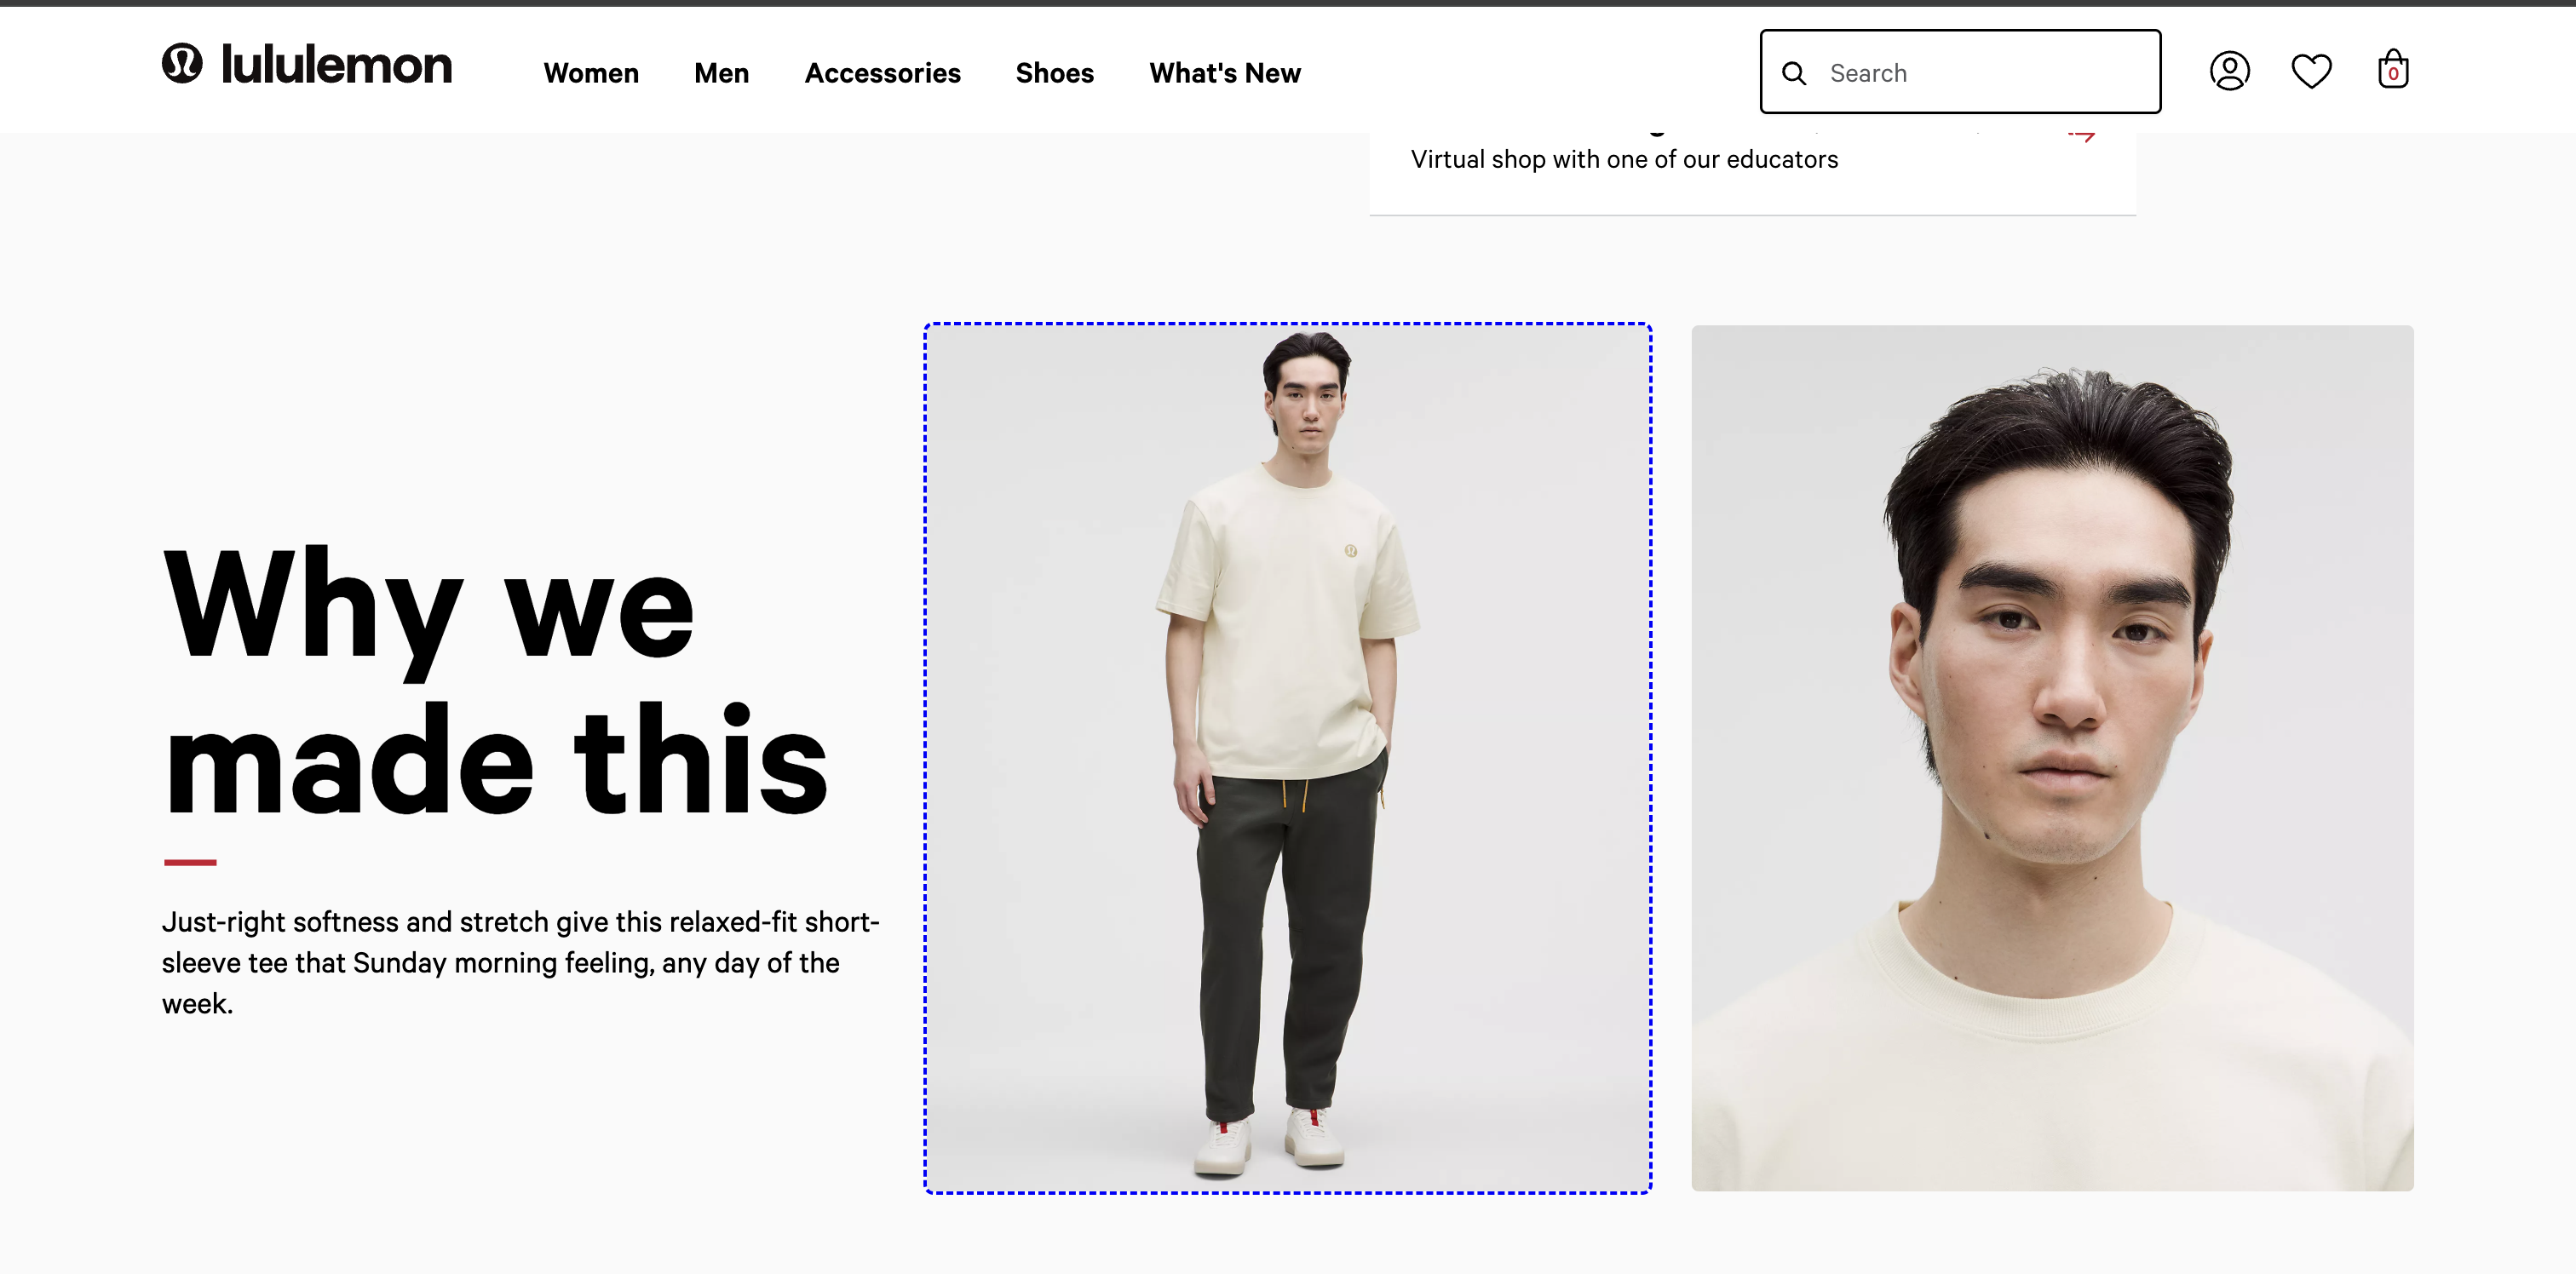 lululemon
Women
Men
Accessories
Shoes
What's New
Search
0
Virtual shop with one of our educators
Why we
made this
Just-right softness and stretch give this relaxed-fit short-
sleeve tee that Sunday morning feeling, any day of the
week.